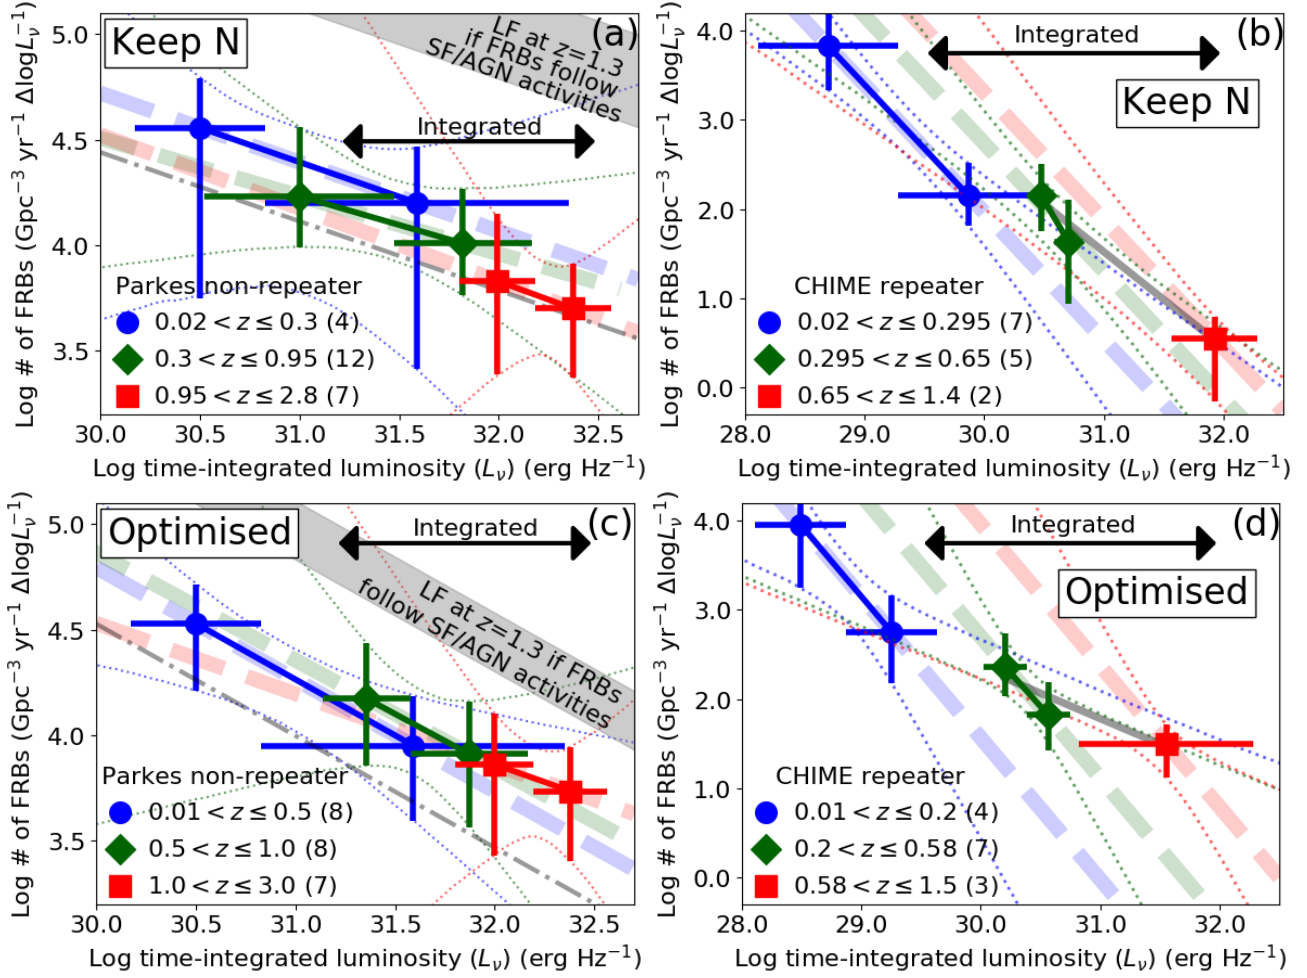 Keep N
(a)
LF at z=1.3
if FRBs follow
SF/AGN
activities
Integrated
Parkes non-repeater
0.02 < z ≤ 0.3 (4)
0.3 < z ≤ 0.95 (12)
0.95 < z ≤ 2.8 (7)
5.0
4.5
4.0
3.5
30.0 30.5 31.0 31.5 32.0 32.5
Log # of FRBs (Gpc⁻³ yr⁻¹ ΔlogLν⁻¹)
Log time-integrated luminosity (Lν) (erg Hz⁻¹)
(b)
Integrated
Keep N
CHIME repeater
0.02 < z ≤ 0.295 (7)
0.295 < z ≤ 0.65 (5)
0.65 < z ≤ 1.4 (2)
4.0
3.0
2.0
1.0
0.0
28.0 29.0 30.0 31.0 32.0
Log # of FRBs (Gpc⁻³ yr⁻¹ ΔlogLν⁻¹)
Log time-integrated luminosity (Lν) (erg Hz⁻¹)
Optimised
(c)
Integrated
LF at z=1.3 if FRBs
follow SF/AGN
activities
Parkes non-repeater
0.01 < z ≤ 0.5 (8)
0.5 < z ≤ 1.0 (8)
1.0 < z ≤ 3.0 (7)
5.0
4.5
4.0
3.5
30.0 30.5 31.0 31.5 32.0 32.5
Log # of FRBs (Gpc⁻³ yr⁻¹ ΔlogLν⁻¹)
Log time-integrated luminosity (Lν) (erg Hz⁻¹)
(d)
Integrated
Optimised
CHIME repeater
0.01 < z ≤ 0.2 (4)
0.2 < z ≤ 0.58 (7)
0.58 < z ≤ 1.5 (3)
4.0
3.0
2.0
1.0
0.0
28.0 29.0 30.0 31.0 32.0
Log # of FRBs (Gpc⁻³ yr⁻¹ ΔlogLν⁻¹)
Log time-integrated luminosity (Lν) (erg Hz⁻¹)